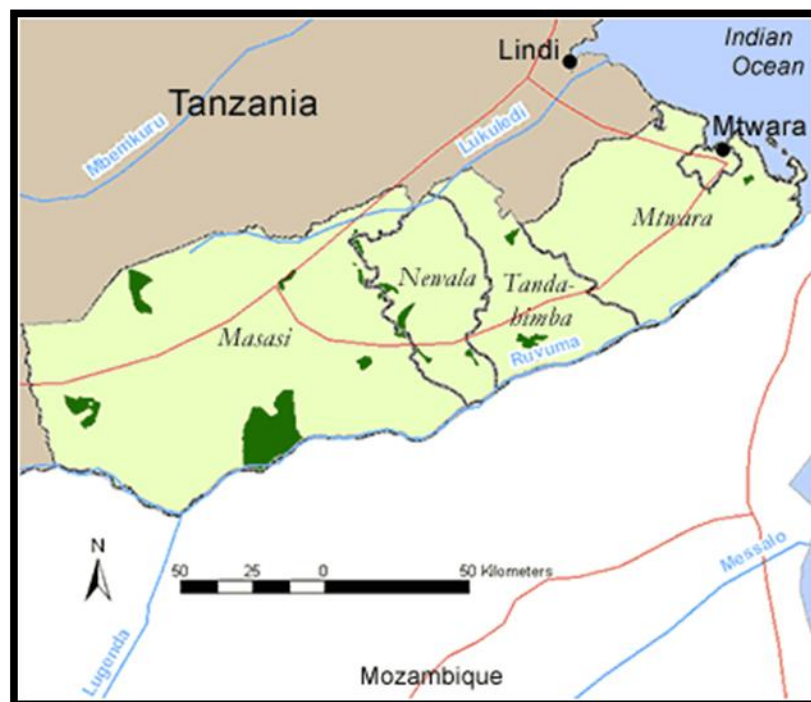 Lindi
Indian
Ocean
Tanzania
Mtwara
Mbemkuru
Lukuledi
Mtwara
Newala
Tanda-
himba
Masasi
Ruvuma
N
50 25 0 50 Kilometers
Messalo
Lugenda
Mozambique